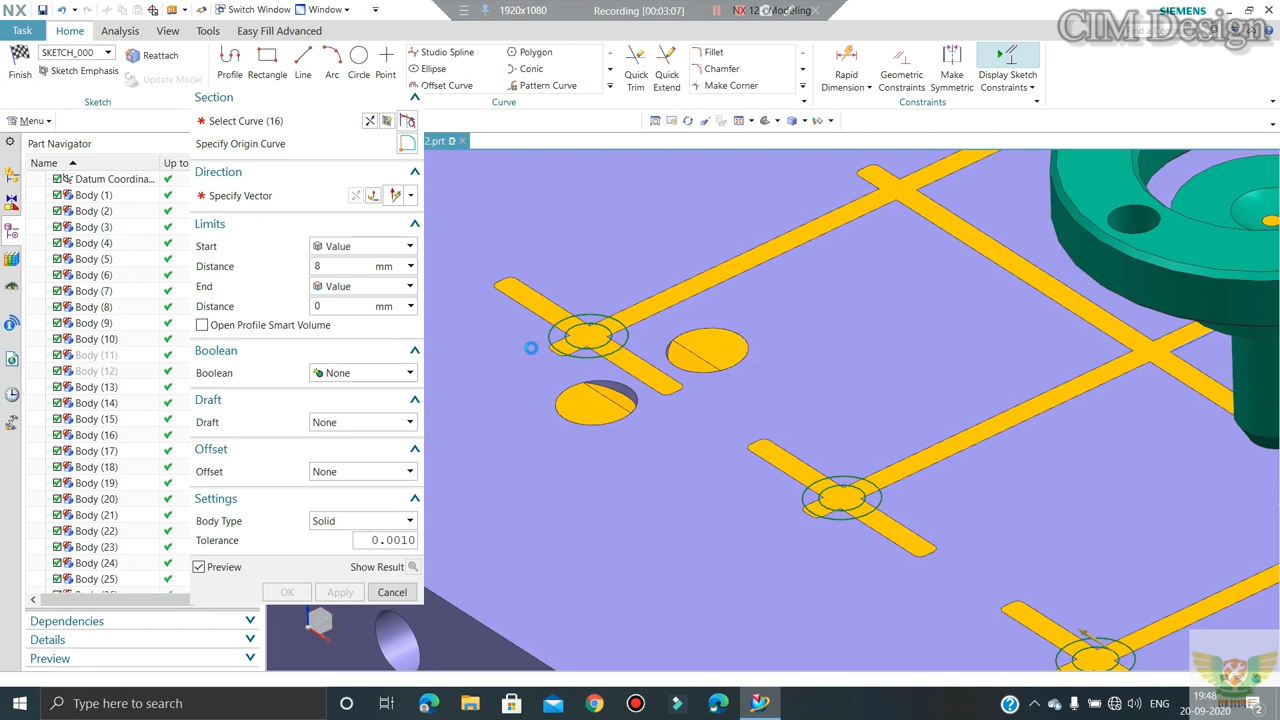 NX
Switch Window
Window
1920x1080
Recording [00:03:07]
NX 12
Modeling
SIEMENS
CIM Design
Task
Home
Analysis
View
Tools
Easy Fill Advanced
Finish
SKETCH_000
Reattach
Sketch Emphasis
Update Model
Sketch
Profile
Rectangle
Line
Arc
Circle
Point
Studio Spline
Polygon
Ellipse
Conic
Offset Curve
Pattern Curve
Curve
Quick Trim
Quick Extend
Fillet
Chamfer
Make Corner
Rapid Dimension
Geometric Constraints
Make Symmetric
Display Sketch Constraints
Constraints
Menu
Part Navigator
Name
Up to
Datum Coordina...
Body (1)
Body (2)
Body (3)
Body (4)
Body (5)
Body (6)
Body (7)
Body (8)
Body (9)
Body (10)
Body (11)
Body (12)
Body (13)
Body (14)
Body (15)
Body (16)
Body (17)
Body (18)
Body (19)
Body (20)
Body (21)
Body (22)
Body (23)
Body (24)
Body (25)
Dependencies
Details
Preview
Section
* Select Curve (16)
Specify Origin Curve
Direction
* Specify Vector
Limits
Start
Value
Distance
8 mm
End
Value
Distance
0 mm
Open Profile Smart Volume
Boolean
Boolean
None
Draft
Draft
None
Offset
Offset
None
Settings
Body Type
Solid
Tolerance
0.0010
Preview
Show Result
OK
Apply
Cancel
2.prt
Type here to search
ENG
19:48
20-09-2020
2